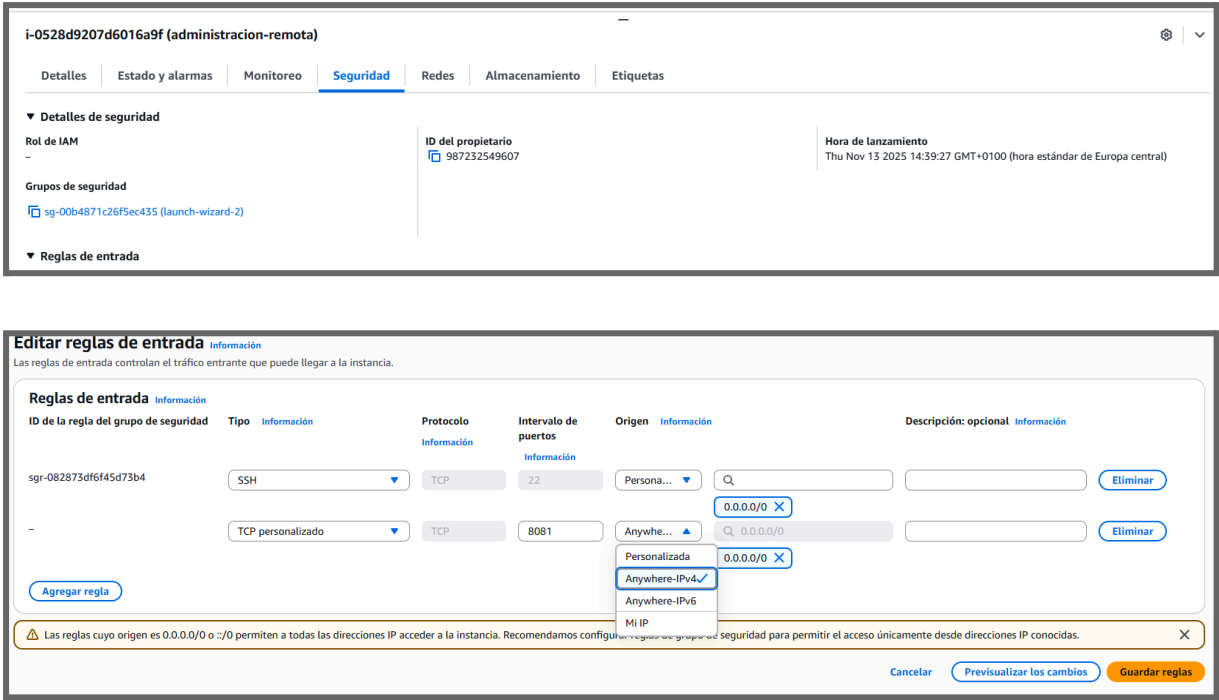 i-0528d9207d6016a9f (administracion-remota)
Detalles Estado y alarmas Monitoreo Seguridad Redes Almacenamiento Etiquetas
▼ Detalles de seguridad
Rol de IAM ID del propietario Hora de lanzamiento
– 987232549607 Thu Nov 13 2025 14:39:27 GMT+0100 (hora estándar de Europa central)
Grupos de seguridad
sg-00b4871c26f5ec435 (launch-wizard-2)
▼ Reglas de entrada
Editar reglas de entrada Información
Las reglas de entrada controlan el tráfico entrante que puede llegar a la instancia.
Reglas de entrada Información
ID de la regla del grupo de seguridad Tipo Información Protocolo Intervalo de Origen Información Descripción: opcional Información
Información puertos
Información
sgr-082873df6f45d73b4 SSH TCP 22 Persona... Eliminar
0.0.0.0/0
– TCP personalizado TCP 8081 Anywhe... 0.0.0.0/0 Eliminar
Personalizada 0.0.0.0/0
Anywhere-IPv4
Agregar regla Anywhere-IPv6
Mi IP
Las reglas cuyo origen es 0.0.0.0/0 o ::/0 permiten a todas las direcciones IP acceder a la instancia. Recomendamos configurar reglas de grupo de seguridad para permitir el acceso únicamente desde direcciones IP conocidas.
Cancelar Previsualizar los cambios Guardar reglas